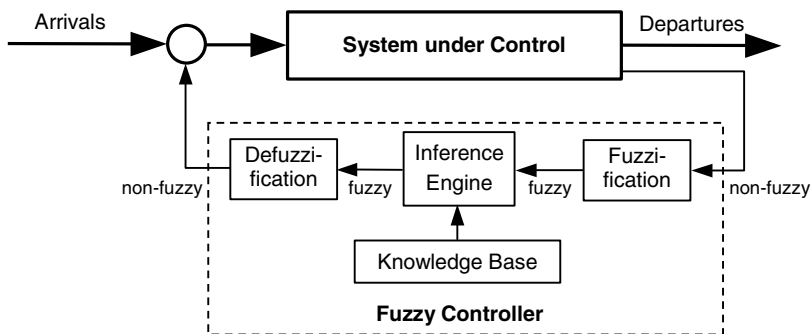 Arrivals
System under Control
Departures
Defuzzi-
fication
Inference
Engine
Fuzzi-
fication
non-fuzzy
fuzzy
fuzzy
non-fuzzy
Knowledge Base
Fuzzy Controller